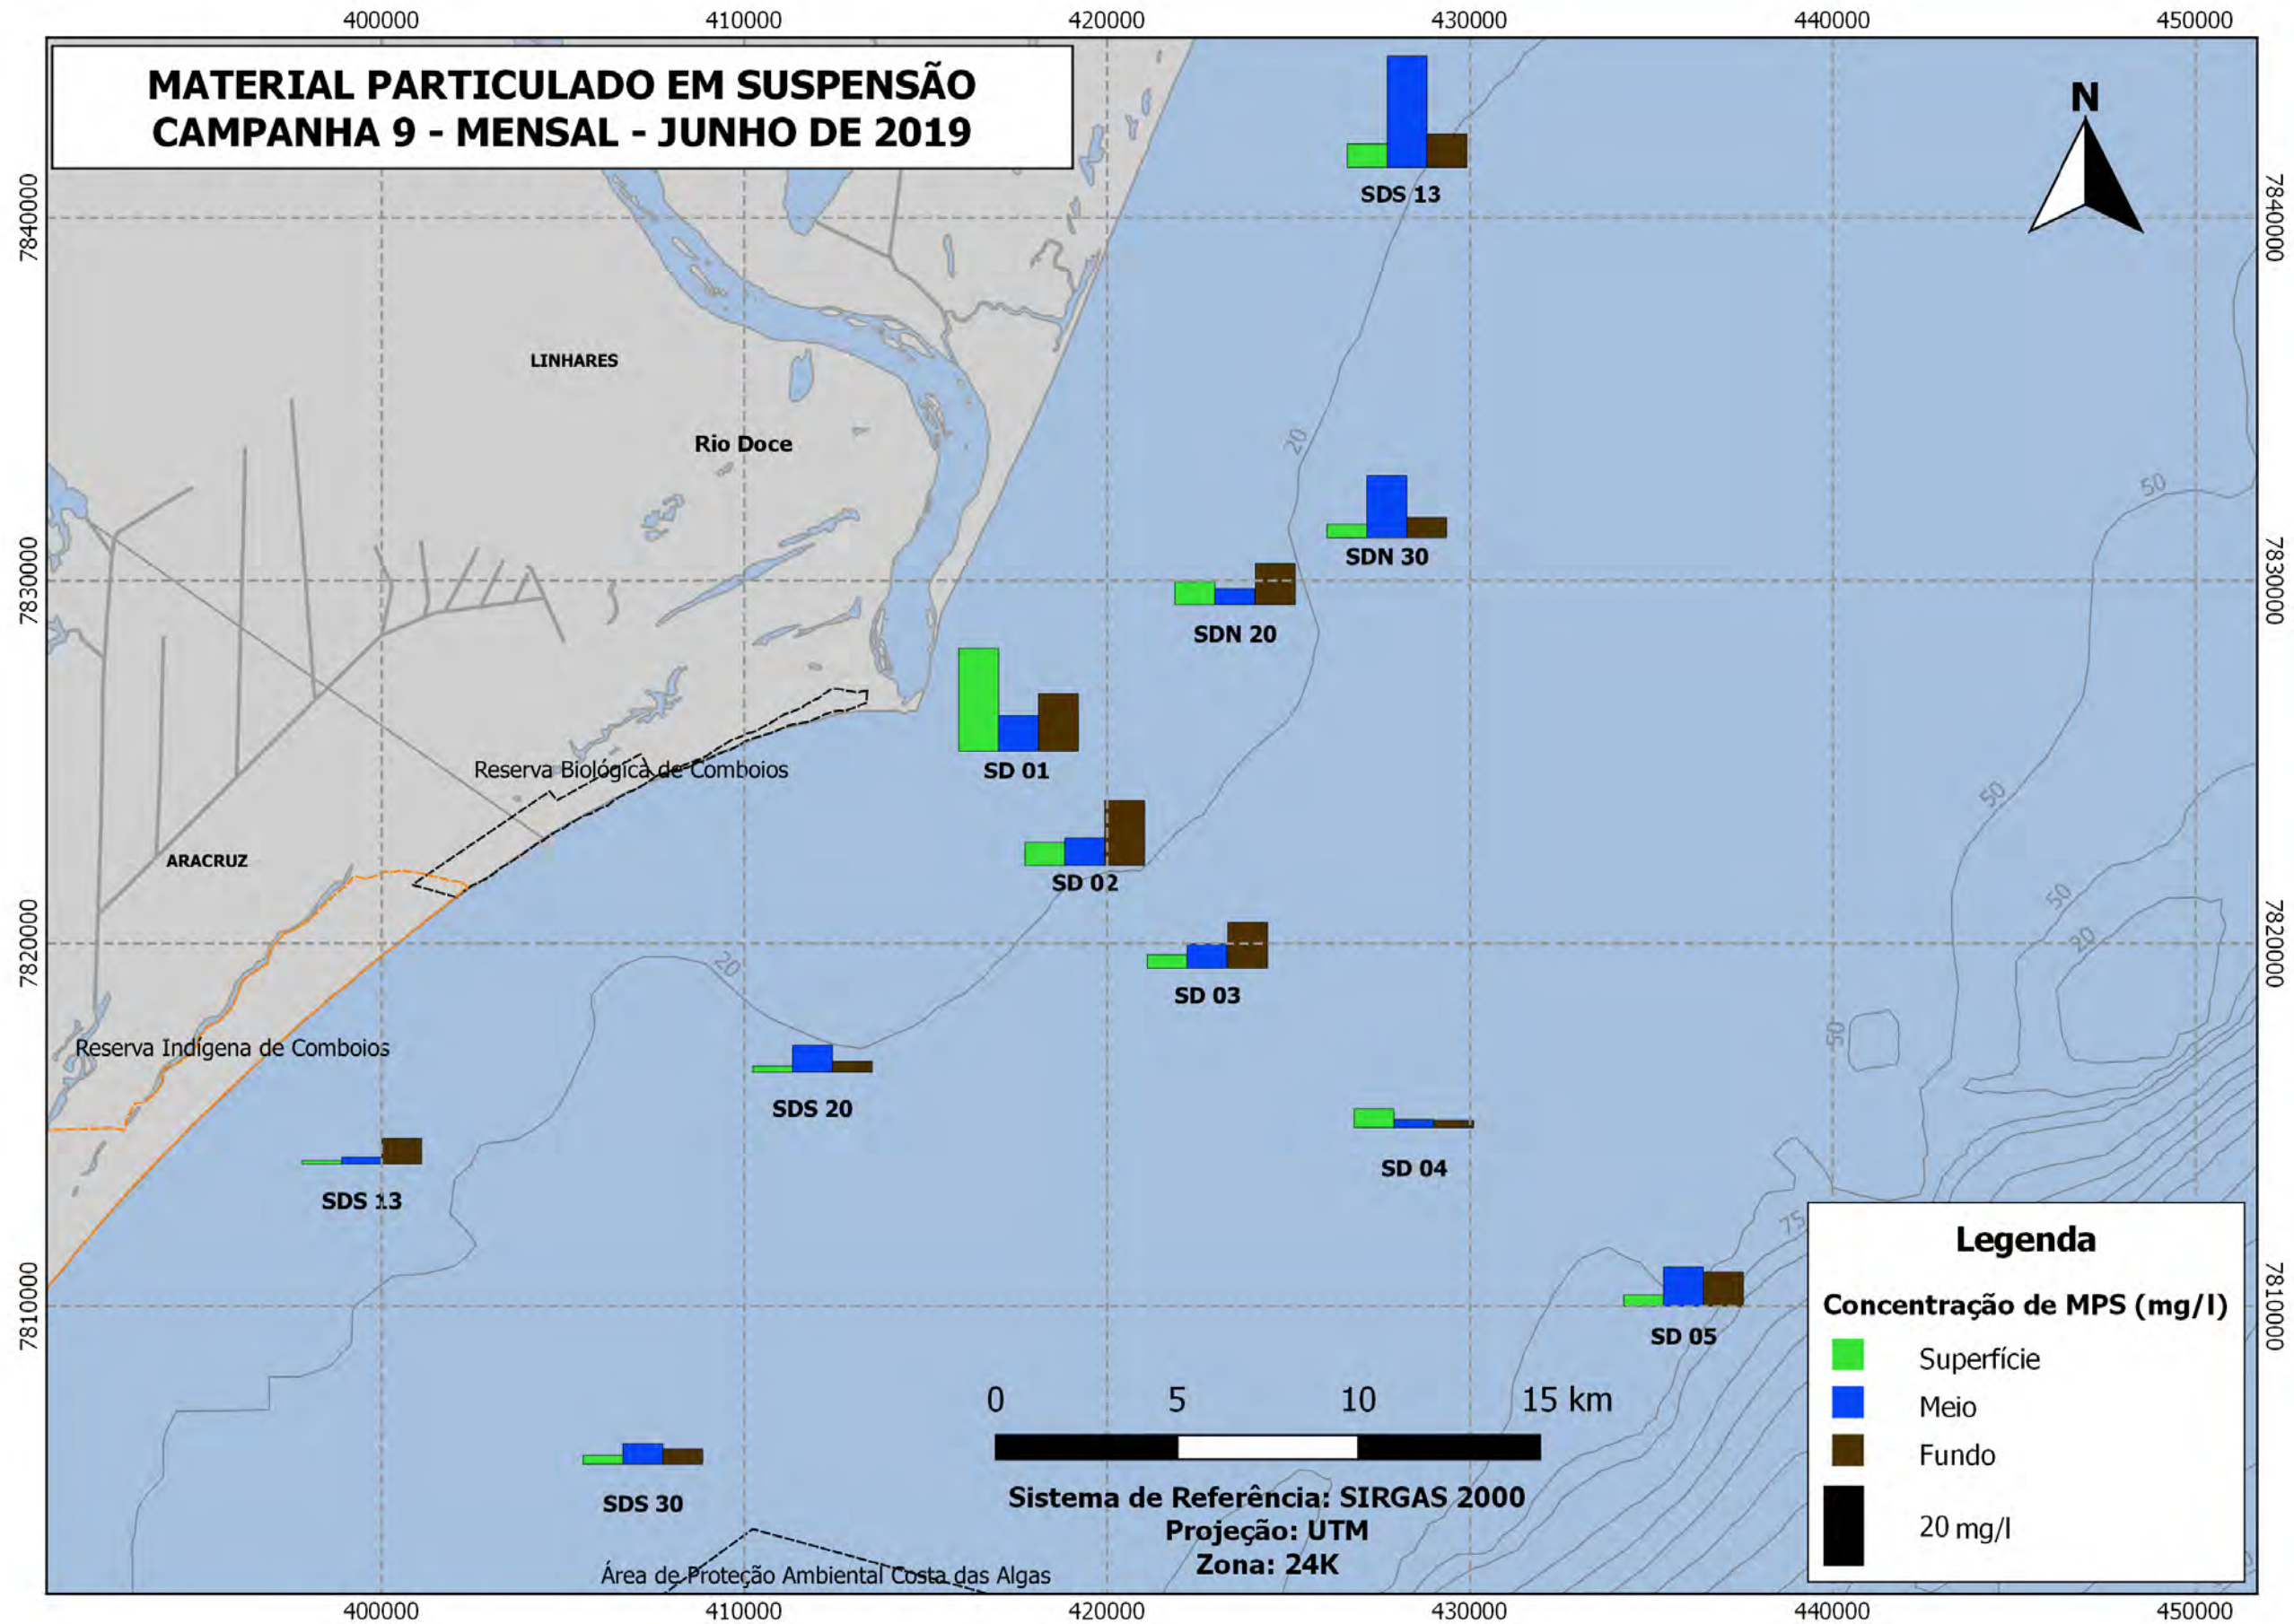 400000
410000
420000
430000
440000
450000
MATERIAL PARTICULADO EM SUSPENSÃO
CAMPANHA 9 - MENSAL - JUNHO DE 2019
N
SDS 13
7840000
7840000
LINHARES
Rio Doce
20
50
SDN 30
7830000
7830000
SDN 20
SD 01
Reserva Biológica de Comboios
50
ARACRUZ
SD 02
50
20
7820000
7820000
20
SD 03
50
Reserva Indígena de Comboios
SDS 20
SD 04
SDS 13
75
7810000
7810000
SD 05
Legenda
Concentração de MPS (mg/l)
Superfície
Meio
Fundo
20 mg/l
0 5 10 15 km
SDS 30
Sistema de Referência: SIRGAS 2000
Projeção: UTM
Zona: 24K
Área de Proteção Ambiental Costa das Algas
400000
410000
420000
430000
440000
450000